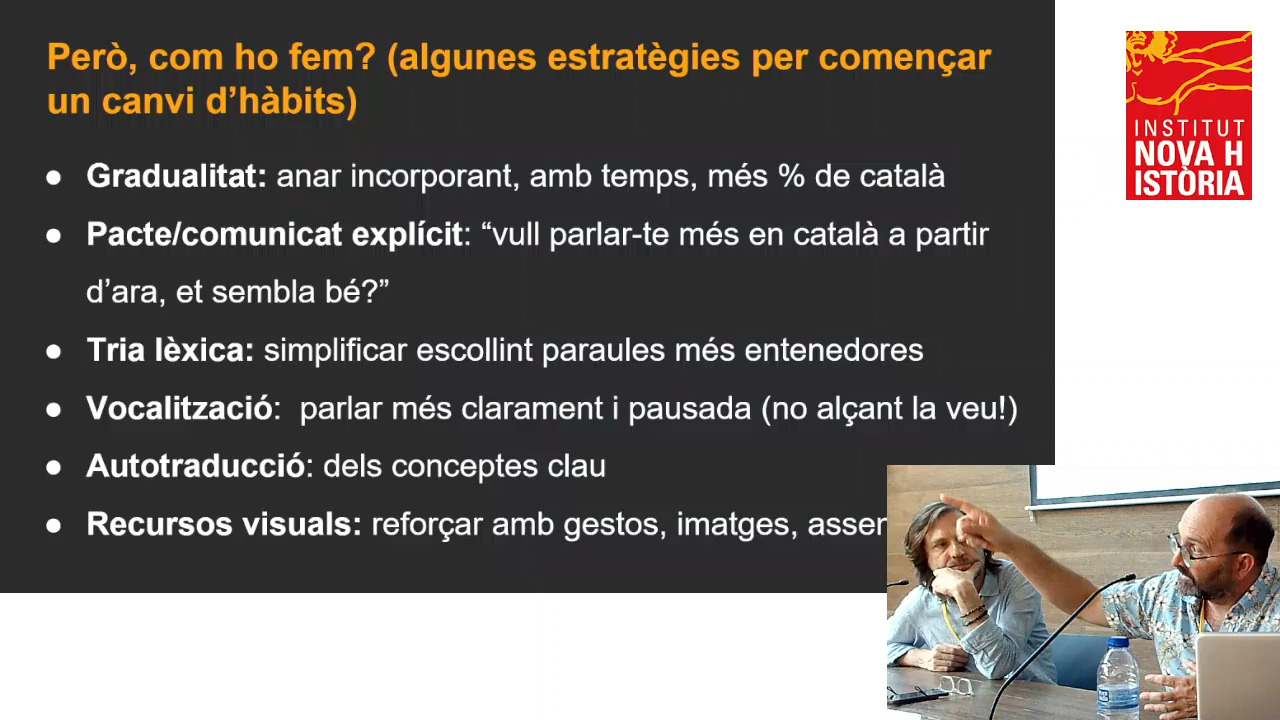 Però, com ho fem? (algunes estratègies per començar
un canvi d'hàbits)
● Gradualitat: anar incorporant, amb temps, més % de català
● Pacte/comunicat explícit: “vull parlar-te més en català a partir
d’ara, et sembla bé?”
● Tria lèxica: simplificar escollint paraules més entenedores
● Vocalització:  parlar més clarament i pausada (no alçant la veu!)
● Autotraducció: dels conceptes clau
● Recursos visuals: reforçar amb gestos, imatges, asser
INSTITUT
NOVA H
ISTÒRIA